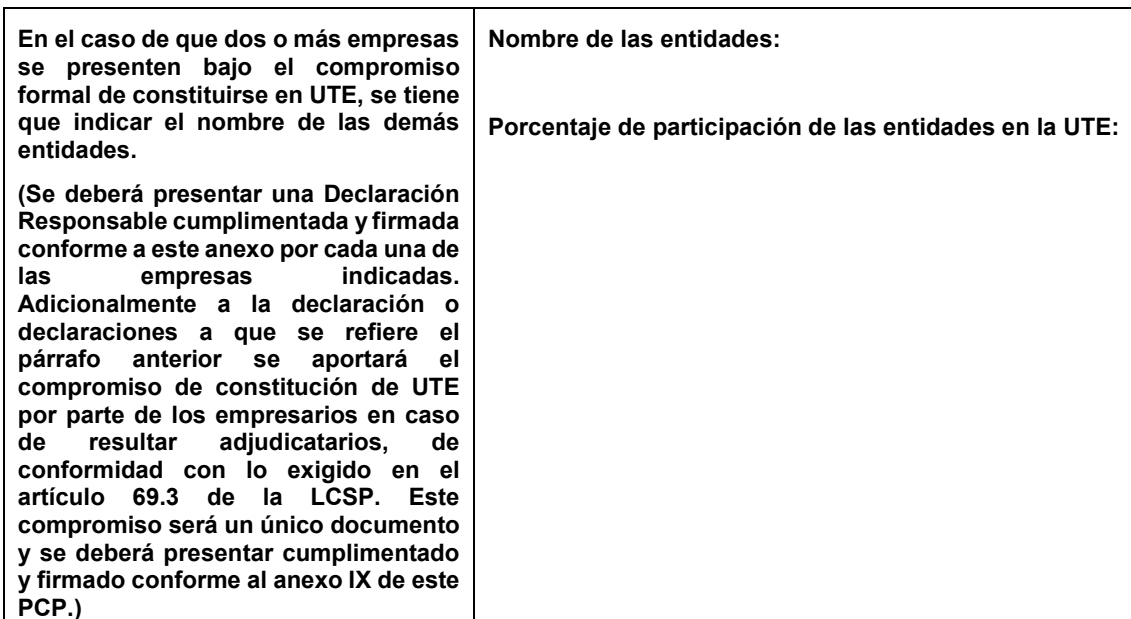 En el caso de que dos o más empresas
se presenten bajo el compromiso
formal de constituirse en UTE, se tiene
que indicar el nombre de las demás
entidades.
(Se deberá presentar una Declaración
Responsable cumplimentada y firmada
conforme a este anexo por cada una de
las empresas indicadas.
Adicionalmente a la declaración o
declaraciones a que se refiere el
párrafo anterior se aportará el
compromiso de constitución de UTE
por parte de los empresarios en caso
de resultar adjudicatarios, de
conformidad con lo exigido en el
artículo 69.3 de la LCSP. Este
compromiso será un único documento
y se deberá presentar cumplimentado
y firmado conforme al anexo IX de este
PCP.)
Nombre de las entidades:
Porcentaje de participación de las entidades en la UTE: